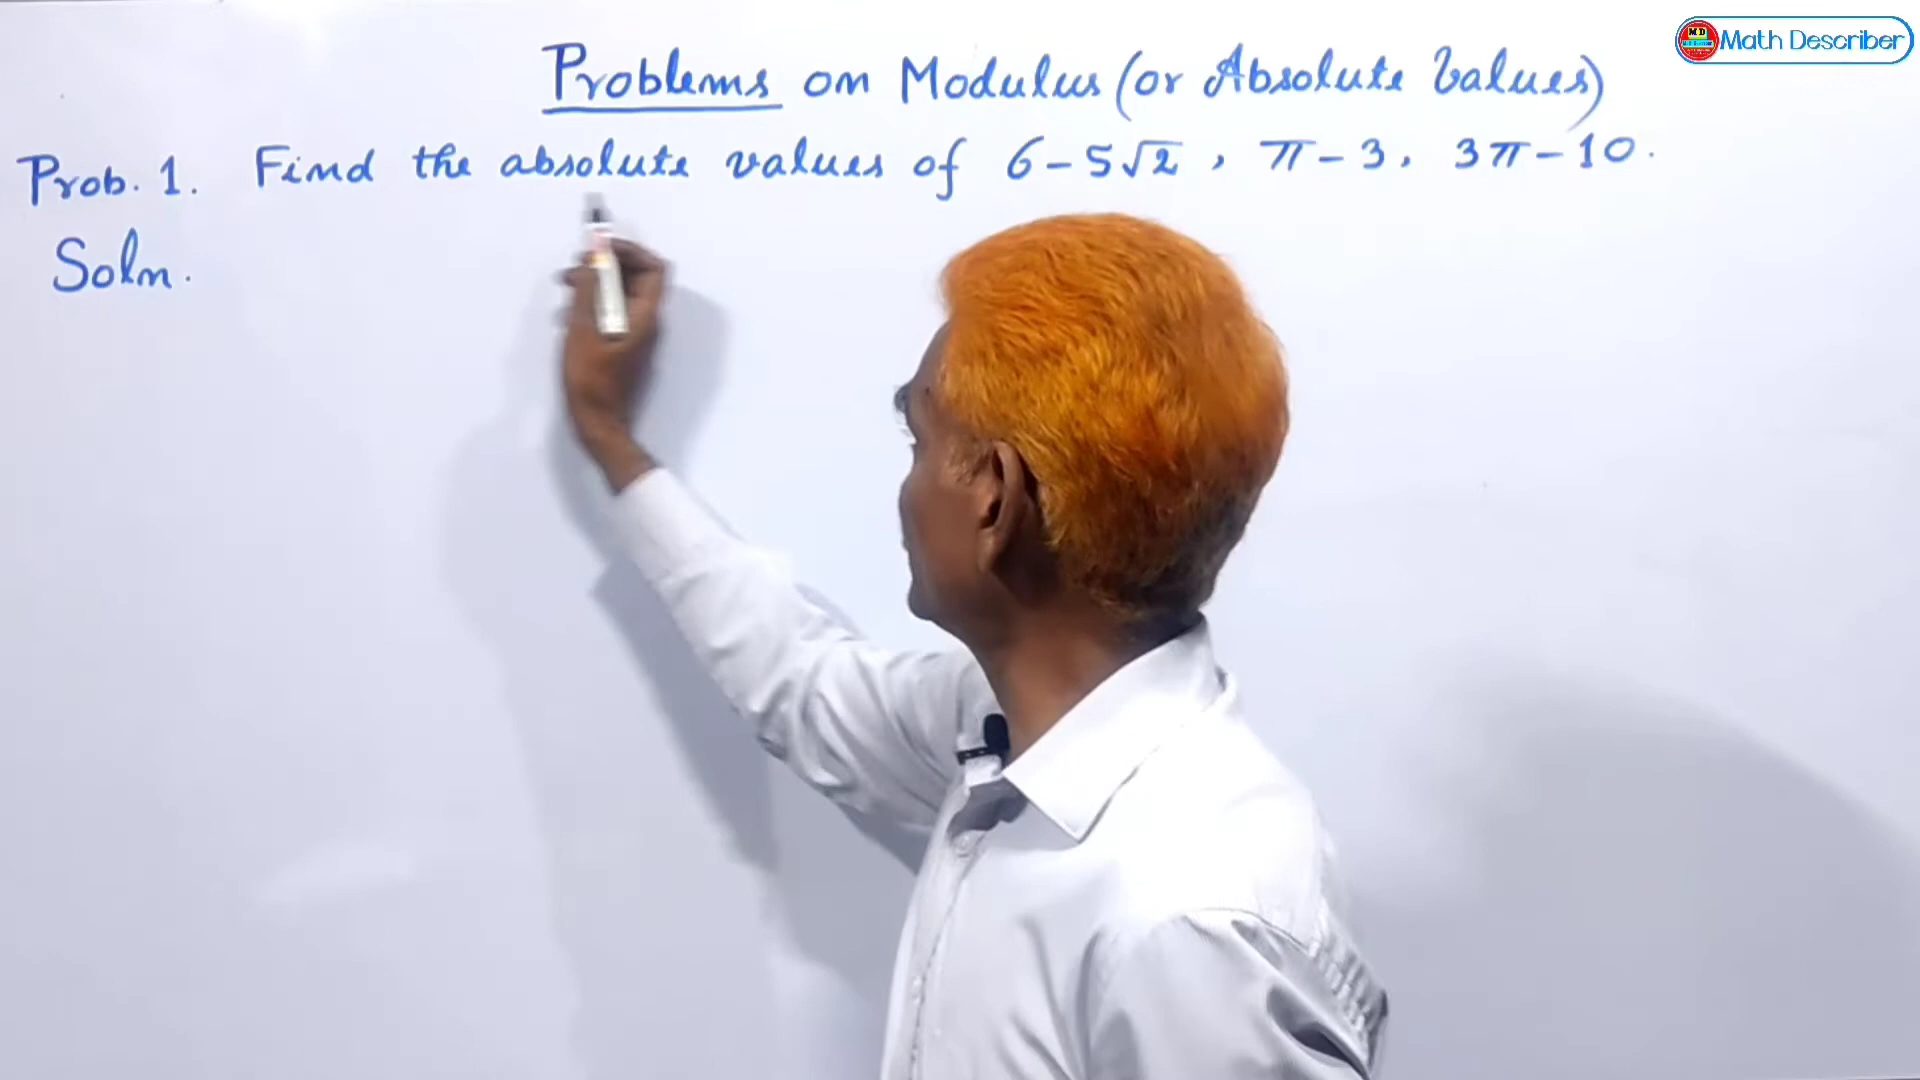 MD Math Describer
Problems on Modulus (or Absolute Values)
Prob. 1. Find the absolute values of 6-5√2, π-3, 3π-10.
Soln.